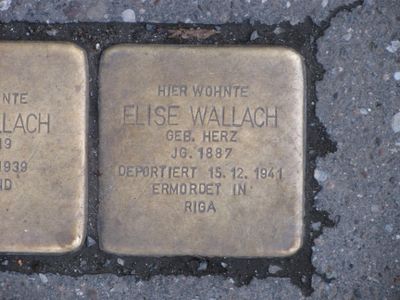 NTE
LLACH
19
1939
ND
HIER WOHNTE
ELISE WALLACH
GEB. HERZ
JG. 1887
DEPORTIERT 15.12.1941
ERMORDET IN
RIGA